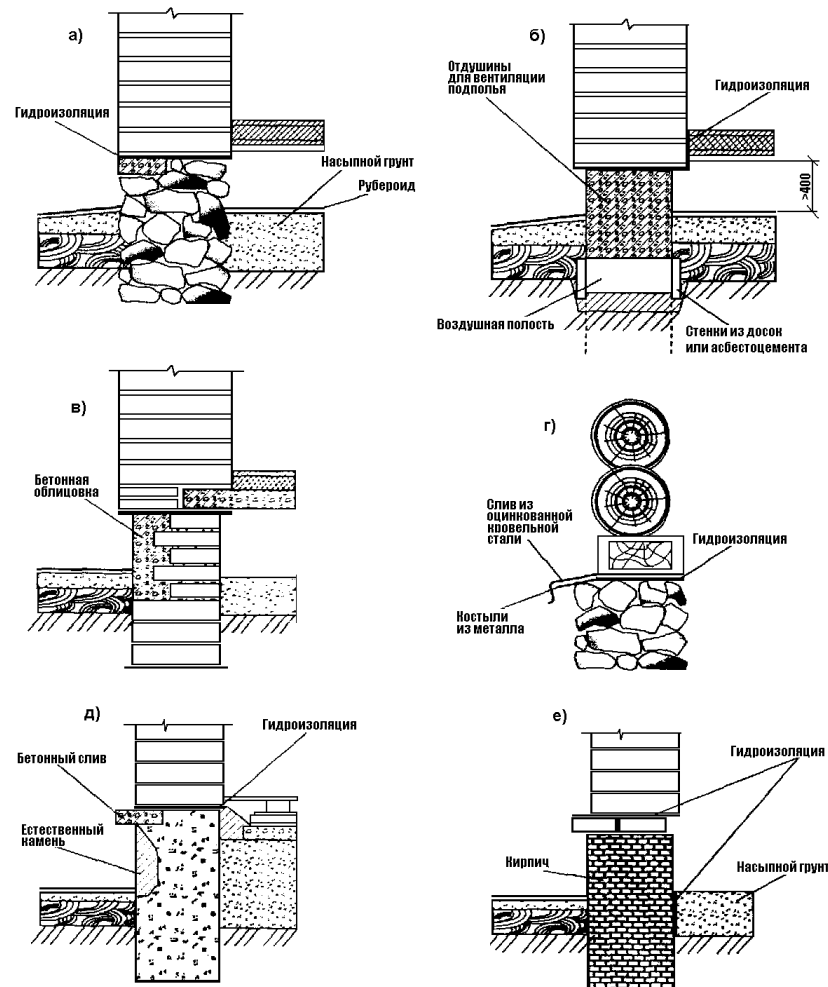 а)
Гидроизоляция
Насыпной грунт
Рубероид
б)
Отдушины
для вентиляции
подполья
Гидроизоляция
>400
Воздушная полость
Стенки из досок
или асбестоцемента
в)
Бетонная
облицовка
г)
Слив из
оцинкованной
кровельной
стали
Гидроизоляция
Костыли
из металла
д)
Гидроизоляция
Бетонный слив
Естественный
камень
е)
Гидроизоляция
Кирпич
Насыпной грунт